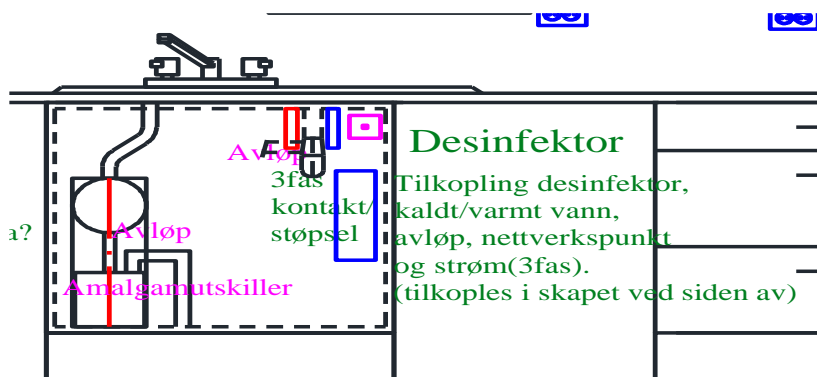 Desinfektor
Avløp
3fas
kontakt/
støpsel
Tilkopling desinfektor,
kaldt/varmt vann,
avløp, nettverkspunkt
og strøm(3fas).
(tilkoples i skapet ved siden av)
a?
Avløp
Amalgamutskiller